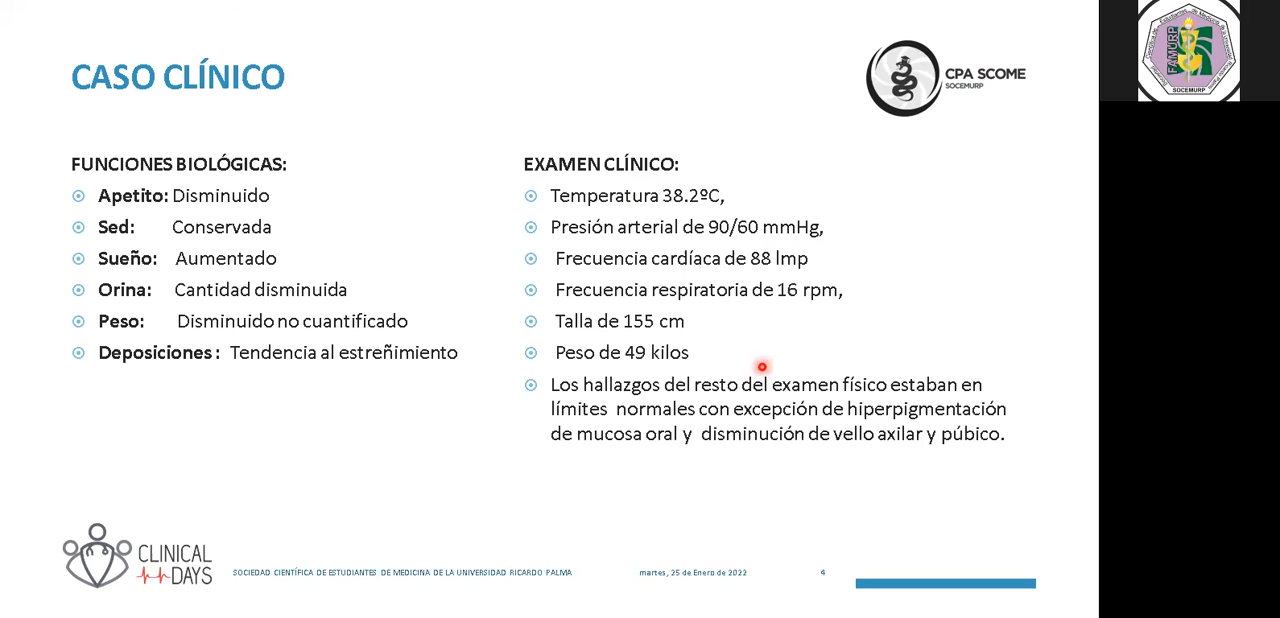 CASO CLÍNICO
CPA SCOME
SOCEMURP
FUNCIONES BIOLÓGICAS:
Apetito: Disminuido
Sed: Conservada
Sueño: Aumentado
Orina: Cantidad disminuida
Peso: Disminuido no cuantificado
Deposiciones : Tendencia al estreñimiento
EXAMEN CLÍNICO:
Temperatura 38.2ºC,
Presión arterial de 90/60 mmHg,
Frecuencia cardíaca de 88 lmp
Frecuencia respiratoria de 16 rpm,
Talla de 155 cm
Peso de 49 kilos
Los hallazgos del resto del examen físico estaban en
límites normales con excepción de hiperpigmentación
de mucosa oral y disminución de vello axilar y púbico.
CLINICAL
DAYS
SOCIEDAD CIENTÍFICA DE ESTUDIANTES DE MEDICINA DE LA UNIVERSIDAD RICARDO PALMA
martes, 25 de Enero de 2022
4
FAMURP
SOCEMURP